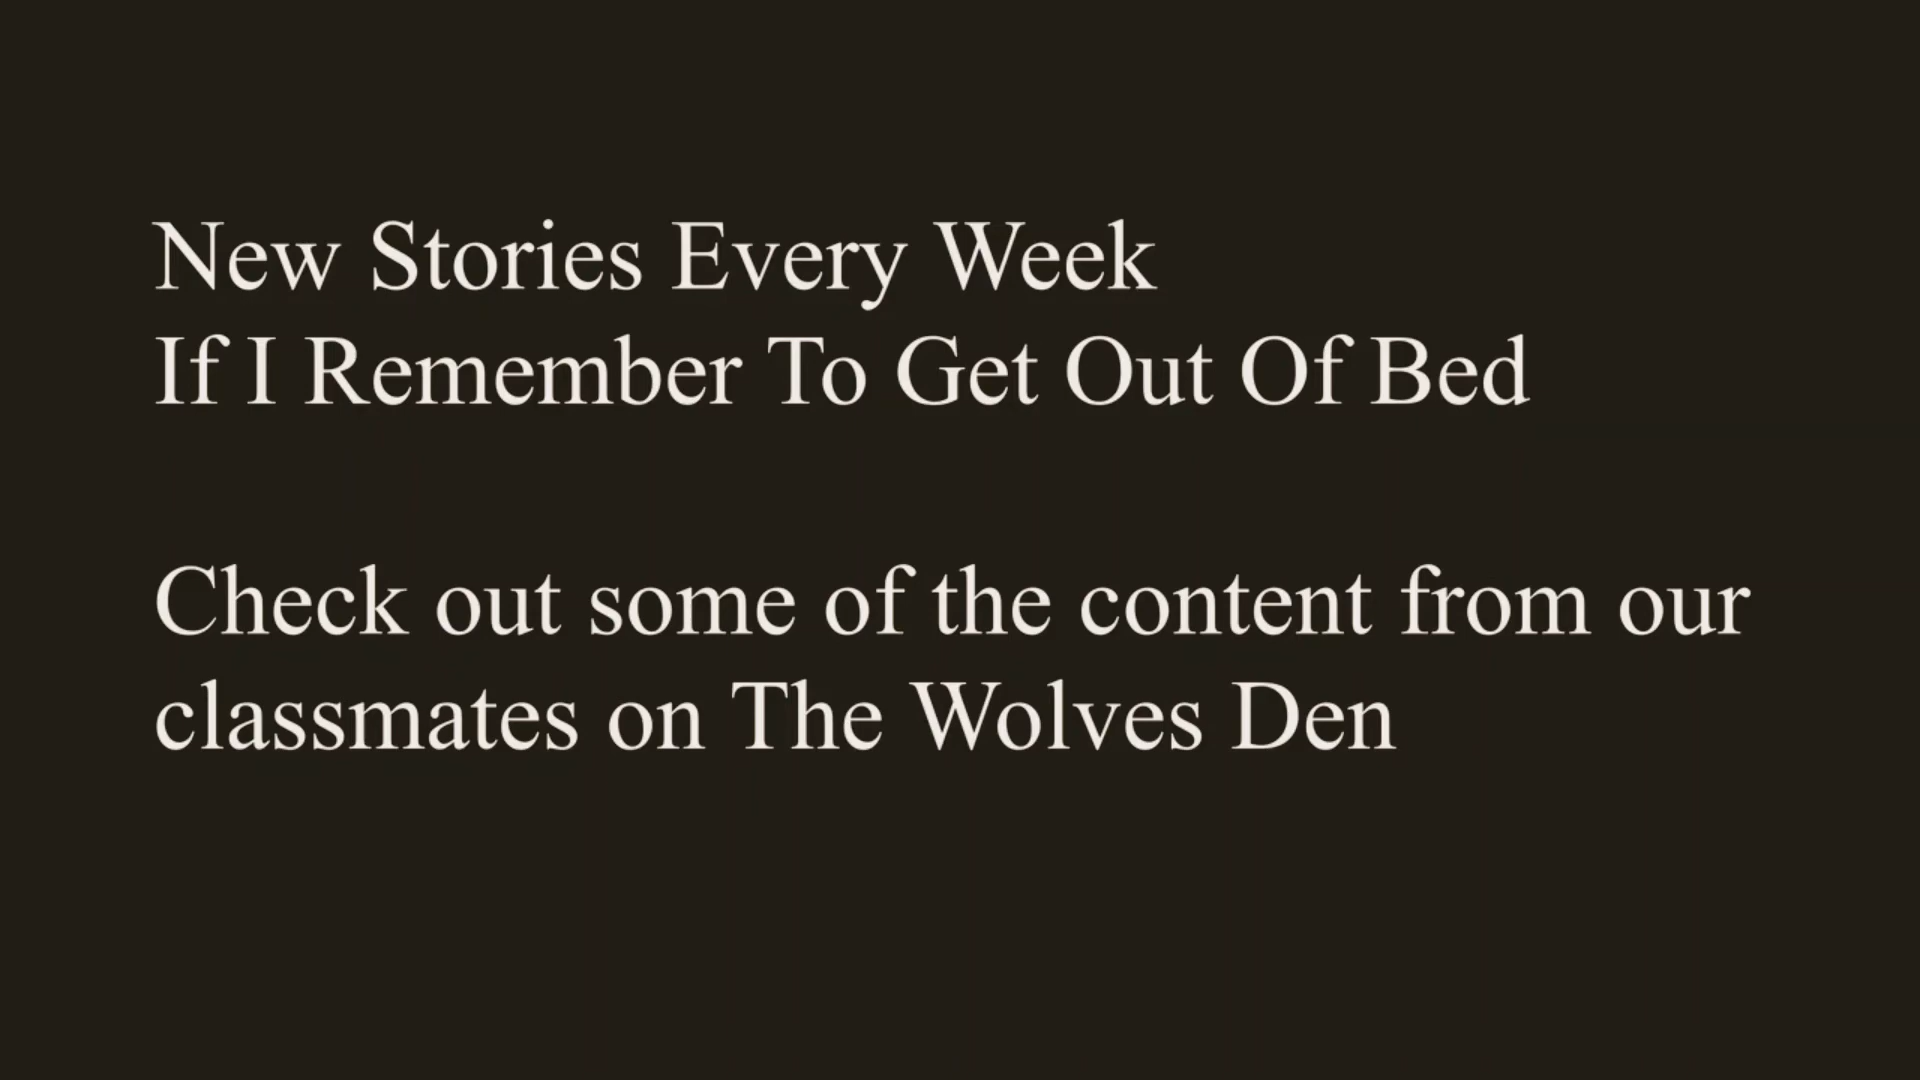 New Stories Every Week
If I Remember To Get Out Of Bed
Check out some of the content from our
classmates on The Wolves Den